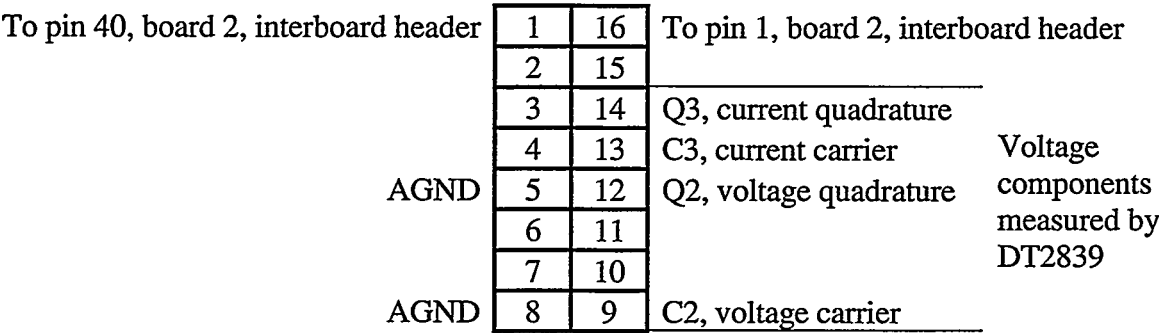 To pin 40, board 2, interboard header 1 16 To pin 1, board 2, interboard header
2 15
3 14 Q3, current quadrature
4 13 C3, current carrier
AGND 5 12 Q2, voltage quadrature
6 11
7 10
AGND 8 9 C2, voltage carrier
Voltage
components
measured by
DT2839